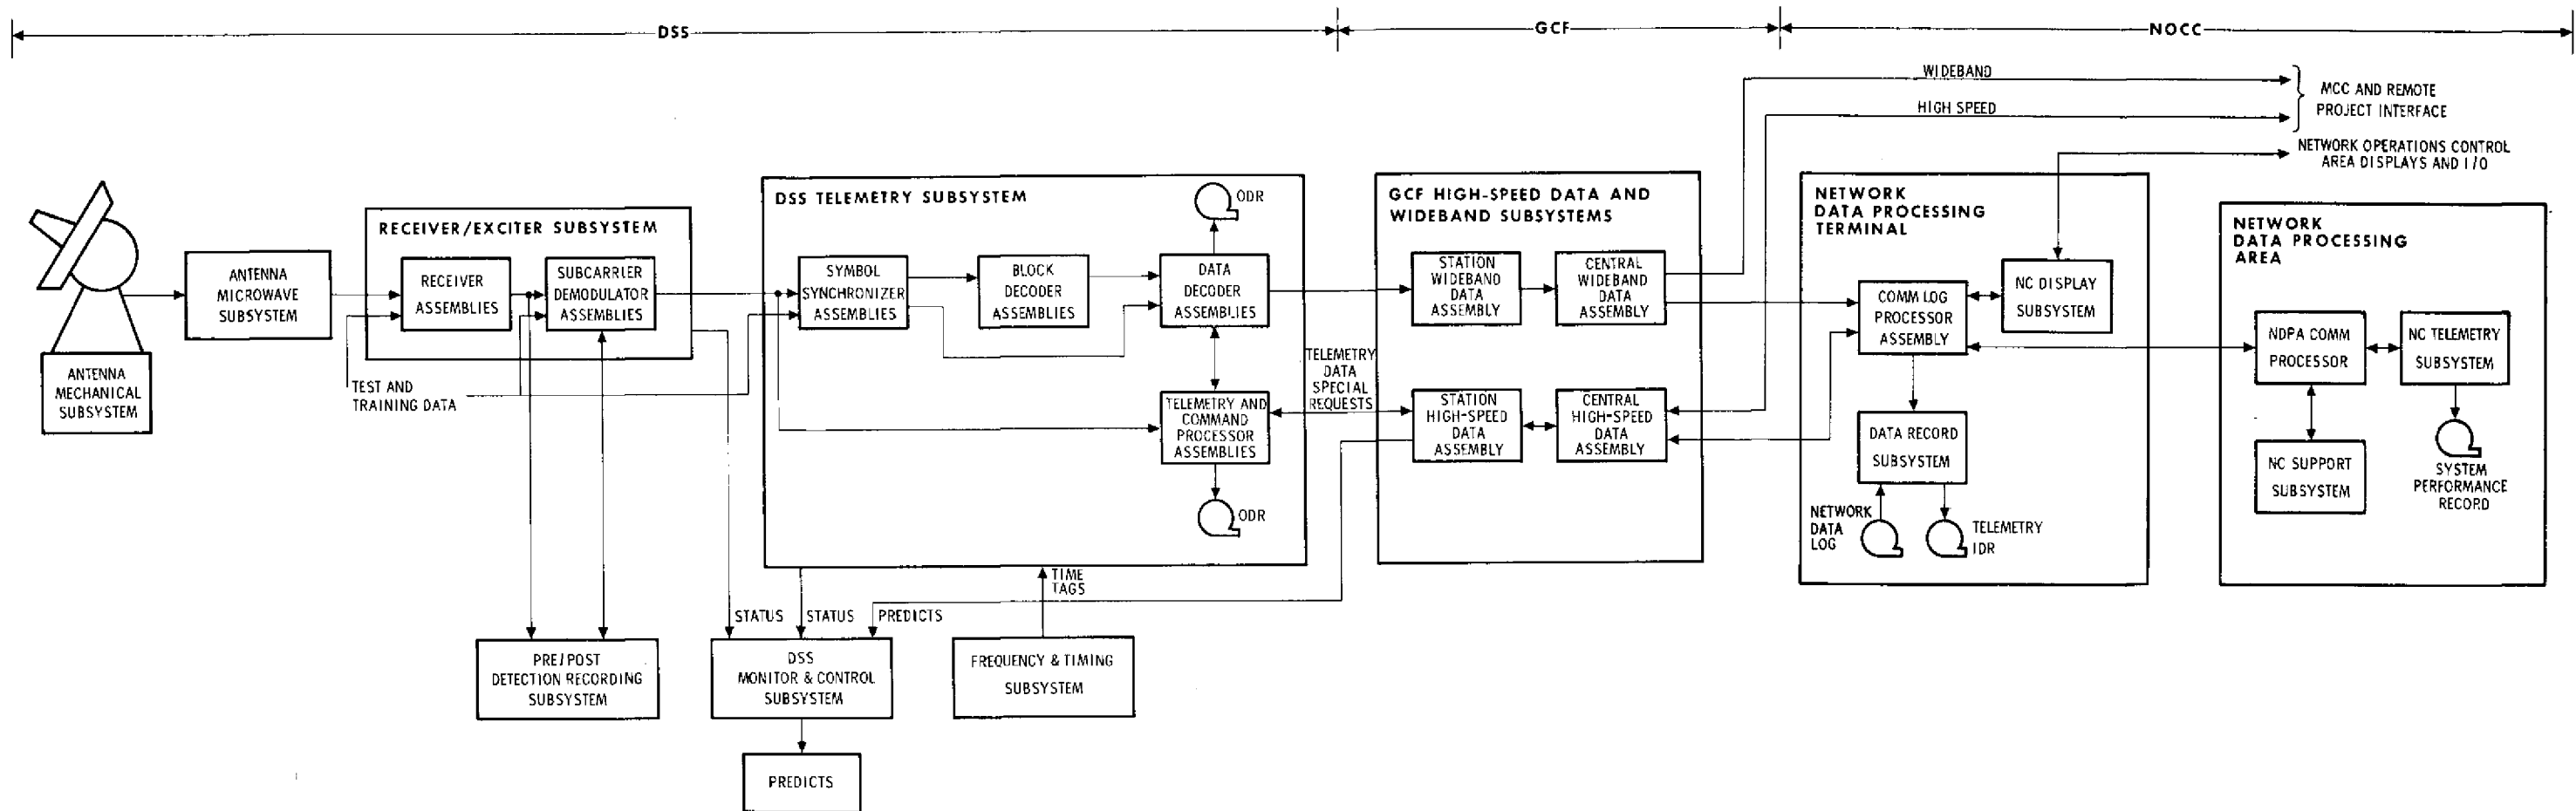 DSS
GCF
NOCC
WIDEBAND
HIGH SPEED
MCC AND REMOTE
PROJECT INTERFACE
NETWORK OPERATIONS CONTROL
AREA DISPLAYS AND I/O
ANTENNA
MECHANICAL
SUBSYSTEM
ANTENNA
MICROWAVE
SUBSYSTEM
RECEIVER/EXCITER SUBSYSTEM
RECEIVER
ASSEMBLIES
SUBCARRIER
DEMODULATOR
ASSEMBLIES
TEST AND
TRAINING DATA
DSS TELEMETRY SUBSYSTEM
SYMBOL
SYNCHRONIZER
ASSEMBLIES
BLOCK
DECODER
ASSEMBLIES
ODR
DATA
DECODER
ASSEMBLIES
TELEMETRY AND
COMMAND
PROCESSOR
ASSEMBLIES
ODR
TELEMETRY
DATA
SPECIAL
REQUESTS
GCF HIGH-SPEED DATA AND
WIDEBAND SUBSYSTEMS
STATION
WIDEBAND
DATA
ASSEMBLY
CENTRAL
WIDEBAND
DATA
ASSEMBLY
STATION
HIGH-SPEED
DATA
ASSEMBLY
CENTRAL
HIGH-SPEED
DATA
ASSEMBLY
NETWORK
DATA PROCESSING
TERMINAL
COMM LOG
PROCESSOR
ASSEMBLY
NC DISPLAY
SUBSYSTEM
DATA RECORD
SUBSYSTEM
NETWORK
DATA
LOG
TELEMETRY
IDR
NETWORK
DATA PROCESSING
AREA
NDPA COMM
PROCESSOR
NC TELEMETRY
SUBSYSTEM
NC SUPPORT
SUBSYSTEM
SYSTEM
PERFORMANCE
RECORD
STATUS
STATUS
PREDICTS
TIME
TAGS
PRE/POST
DETECTION RECORDING
SUBSYSTEM
DSS
MONITOR & CONTROL
SUBSYSTEM
FREQUENCY & TIMING
SUBSYSTEM
PREDICTS